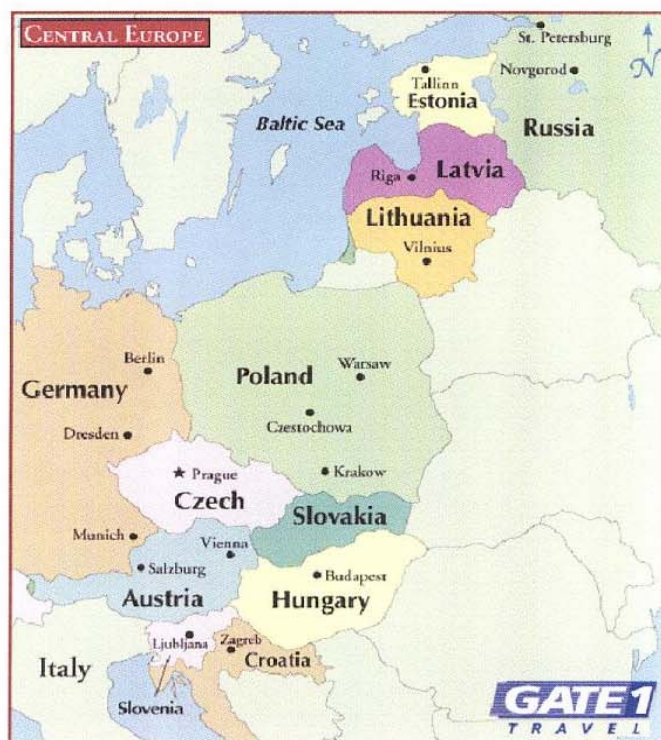 CENTRAL EUROPE
St. Petersburg
N
Tallinn
Novgorod
Estonia
Baltic Sea
Russia
Riga
Latvia
Lithuania
Vilnius
Berlin
Warsaw
Germany
Poland
Dresden
Czestochowa
Prague
Krakow
Czech
Slovakia
Munich
Vienna
Salzburg
Budapest
Austria
Hungary
Ljubljana
Zagreb
Italy
Croatia
Slovenia
GATE 1
TRAVEL